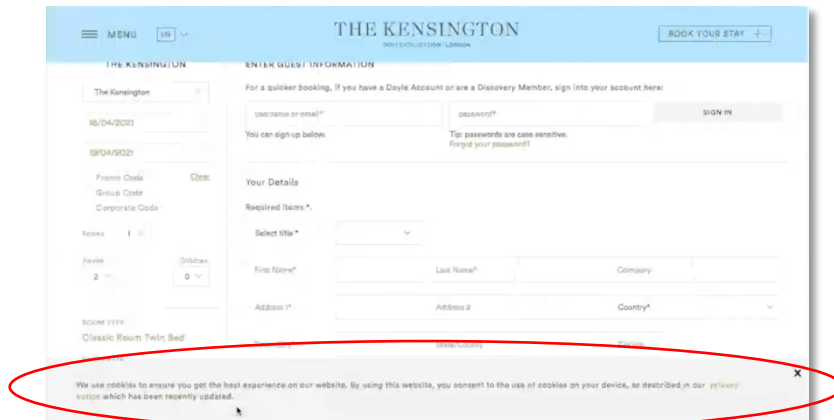 MENU EN THE KENSINGTON BOOK YOUR STAY
DOYLE COLLECTION · LONDON
THE KENSINGTON
The Kensington
18/04/2021
19/04/2021
Promo Code Clear
Group Code
Corporate Code
Rooms 1
Adults Children
2 0
ROOM TYPE
Classic Room Twin Bed
ENTER GUEST INFORMATION
For a quicker booking, if you have a Doyle Account or are a Discovery Member, sign into your account here:
username or email* password* SIGN IN
You can sign up below. Tip: passwords are case sensitive.
Forgot your password?
Your Details
Required items *.
Select title *
First Name* Last Name* Company
Address 1* Address 2 Country*
x
We use cookies to ensure you get the best experience on our website. By using this website, you consent to the use of cookies on your device, as described in our privacy
notice which has been recently updated.